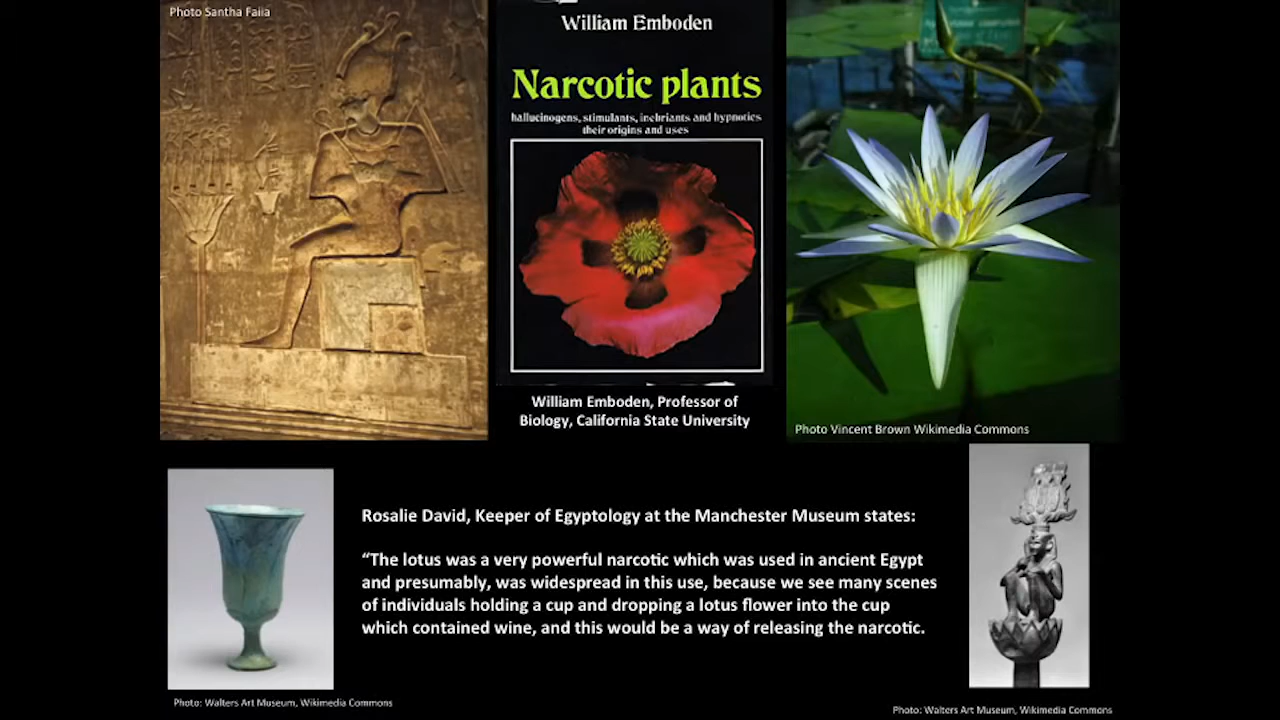 Photo Santha Faiia
William Emboden
Narcotic plants
hallucinogens, stimulants, inebriants and hypnotics
their origins and uses
William Emboden, Professor of
Biology, California State University
Photo Vincent Brown Wikimedia Commons
Rosalie David, Keeper of Egyptology at the Manchester Museum states:
“The lotus was a very powerful narcotic which was used in ancient Egypt
and presumably, was widespread in this use, because we see many scenes
of individuals holding a cup and dropping a lotus flower into the cup
which contained wine, and this would be a way of releasing the narcotic.
Photo: Walters Art Museum, Wikimedia Commons
Photo: Walters Art Museum, Wikimedia Commons